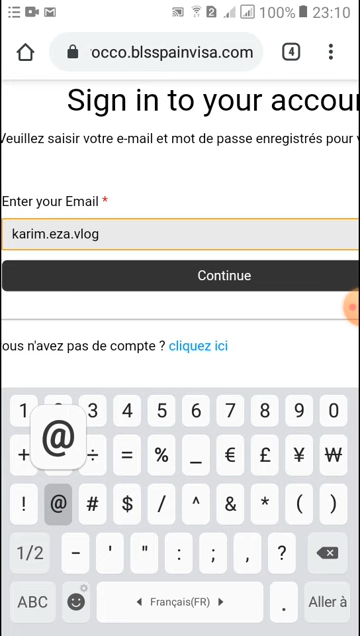 100% 23:10
occo.blsspainvisa.com 4
Sign in to your accou
Veuillez saisir votre e-mail et mot de passe enregistrés pour
Enter your Email *
karim.eza.vlog
Continue
ous n'avez pas de compte ? cliquez ici
1 3 4 5 6 7 8 9 0
@
+ ÷ = % _ € £ ¥ ₩
! @ # $ / ^ & * ( )
1/2 - ' " : ; , ?
ABC Français(FR) . Aller à